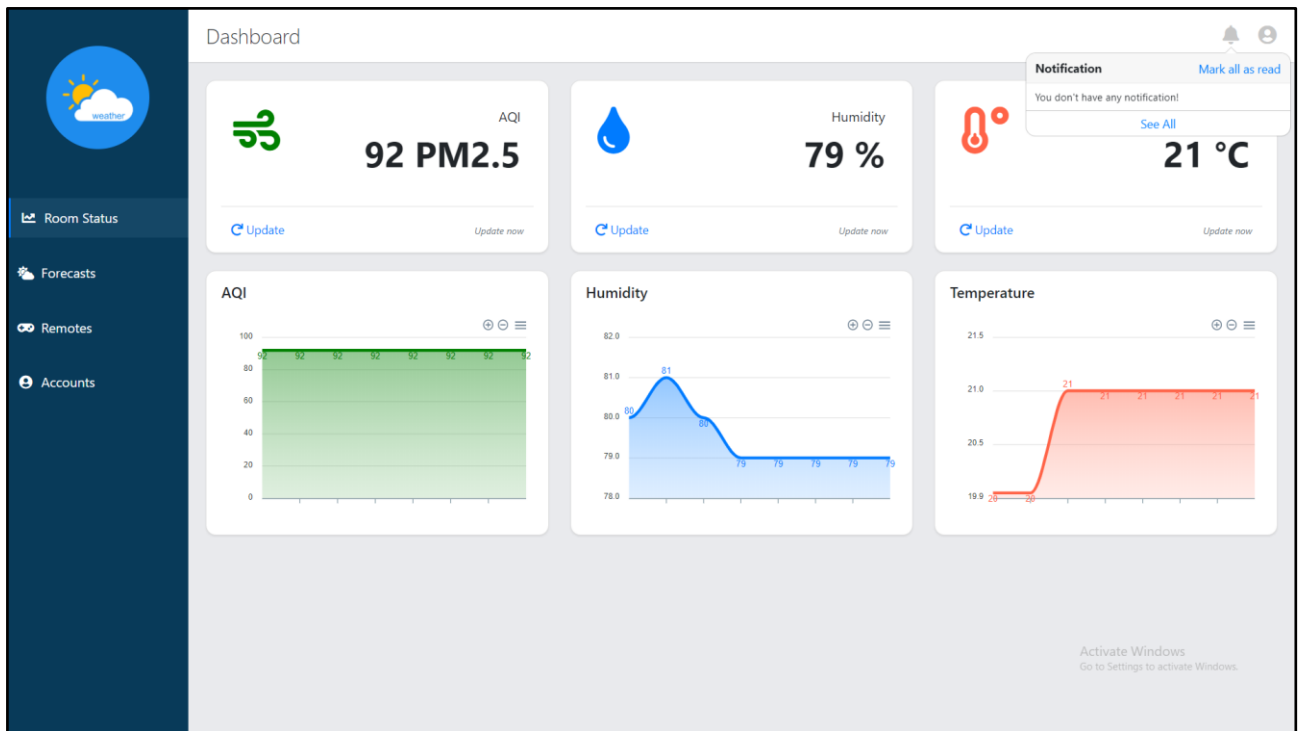 weather
Room Status
Forecasts
Remotes
Accounts
Dashboard
Notification Mark all as read
You don't have any notification!
See All
AQI
92 PM2.5
Update Update now
Humidity
79 %
Update Update now
21 °C
Update Update now
AQI
100
80
60
40
20
0
92 92 92 92 92 92 92 92
Humidity
82.0
81.0
80.0
79.0
78.0
80 81 80 79 79 79 79 79
Temperature
21.5
21.0
20.5
19.9
20 20 21 21 21 21 21 21
Activate Windows
Go to Settings to activate Windows.